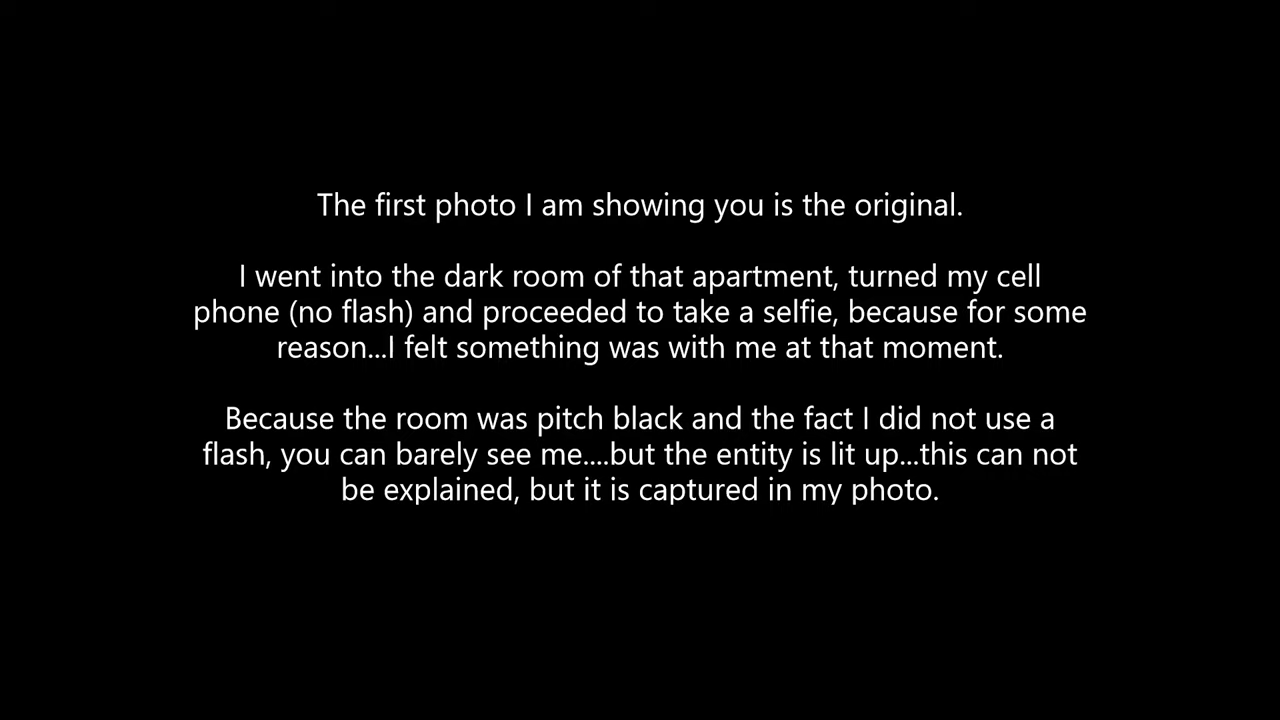 The first photo I am showing you is the original.
I went into the dark room of that apartment, turned my cell
phone (no flash) and proceeded to take a selfie, because for some
reason...I felt something was with me at that moment.
Because the room was pitch black and the fact I did not use a
flash, you can barely see me....but the entity is lit up...this can not
be explained, but it is captured in my photo.